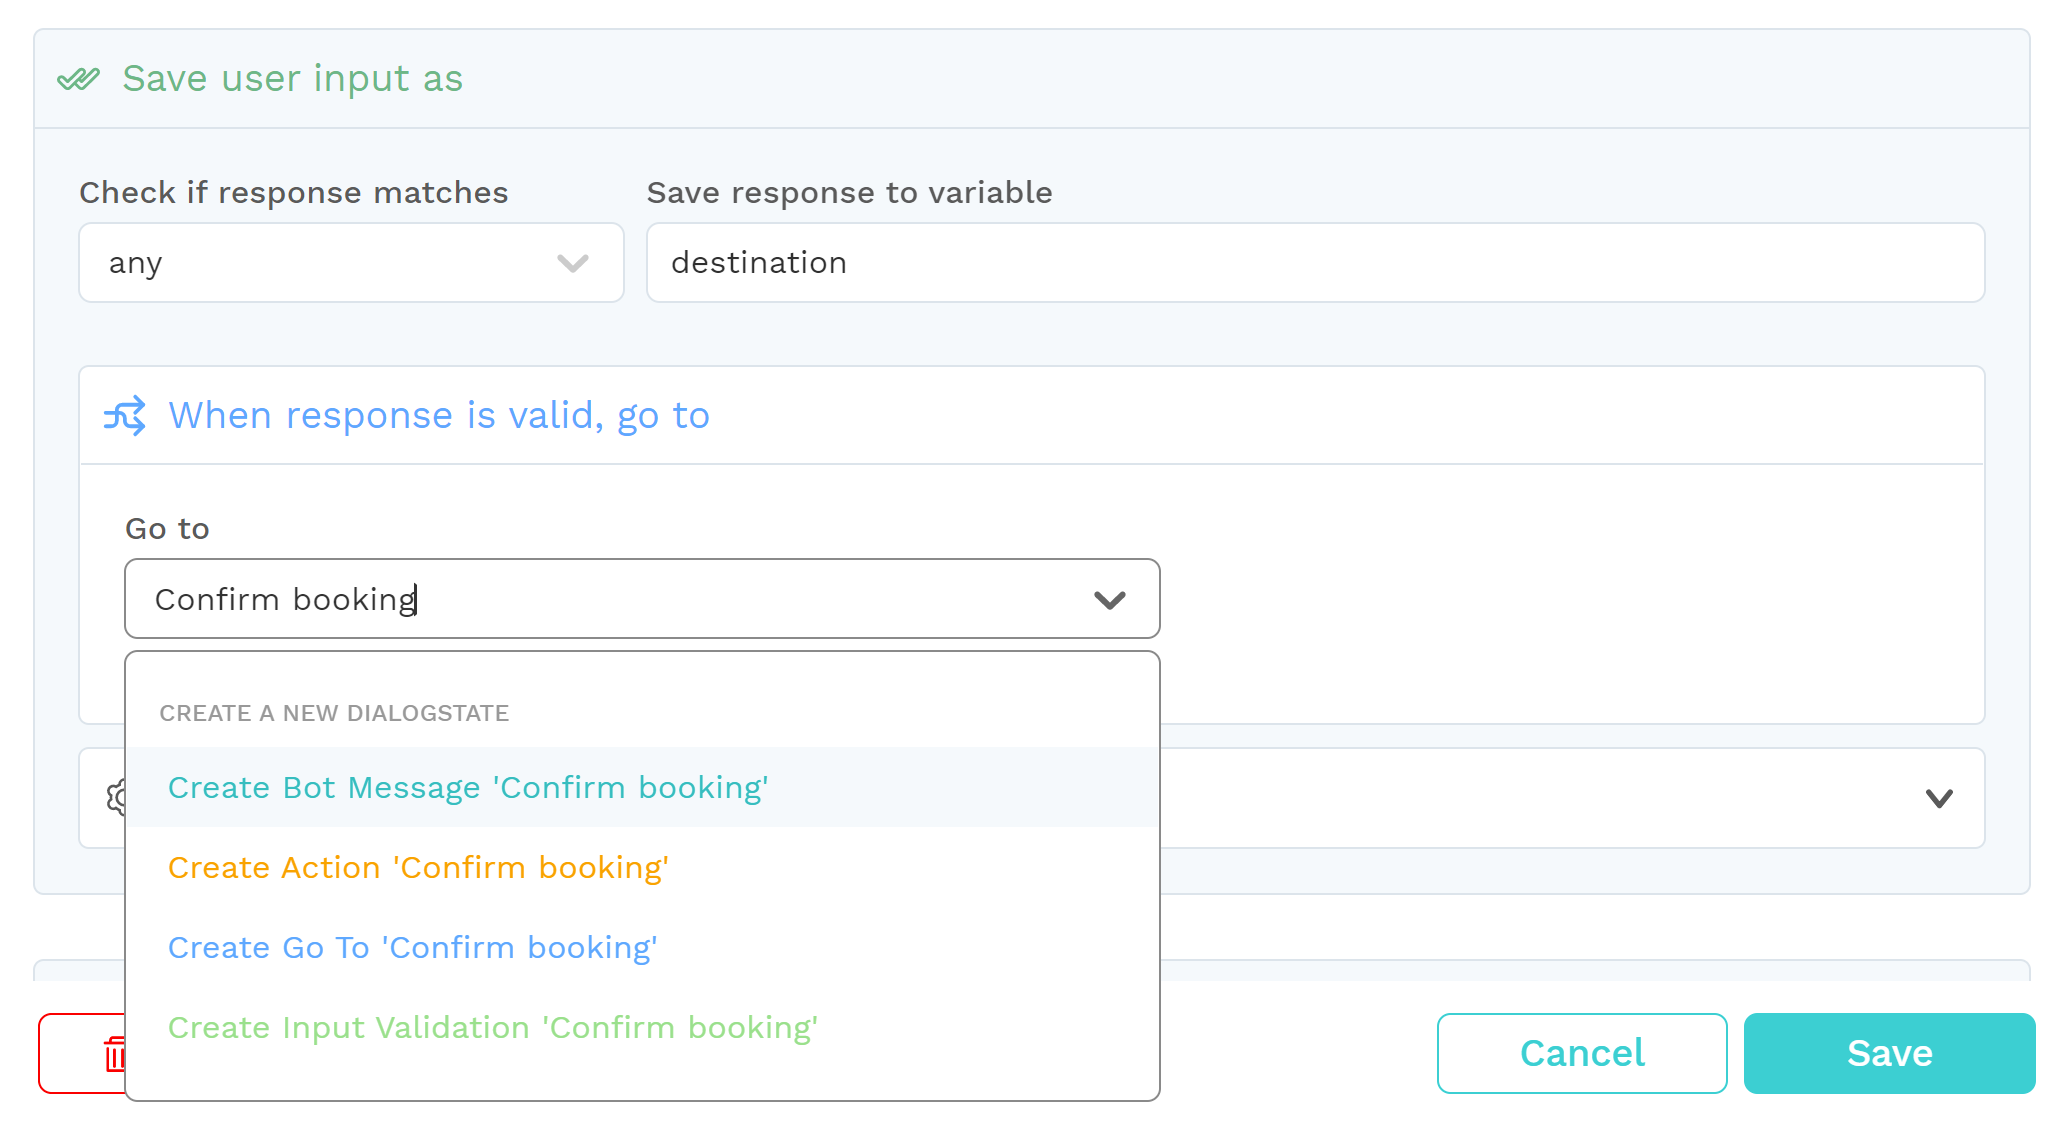 Save user input as
Check if response matches
Save response to variable
any
destination
When response is valid, go to
Go to
Confirm booking
CREATE A NEW DIALOGSTATE
Create Bot Message 'Confirm booking'
Create Action 'Confirm booking'
Create Go To 'Confirm booking'
Create Input Validation 'Confirm booking'
Cancel
Save